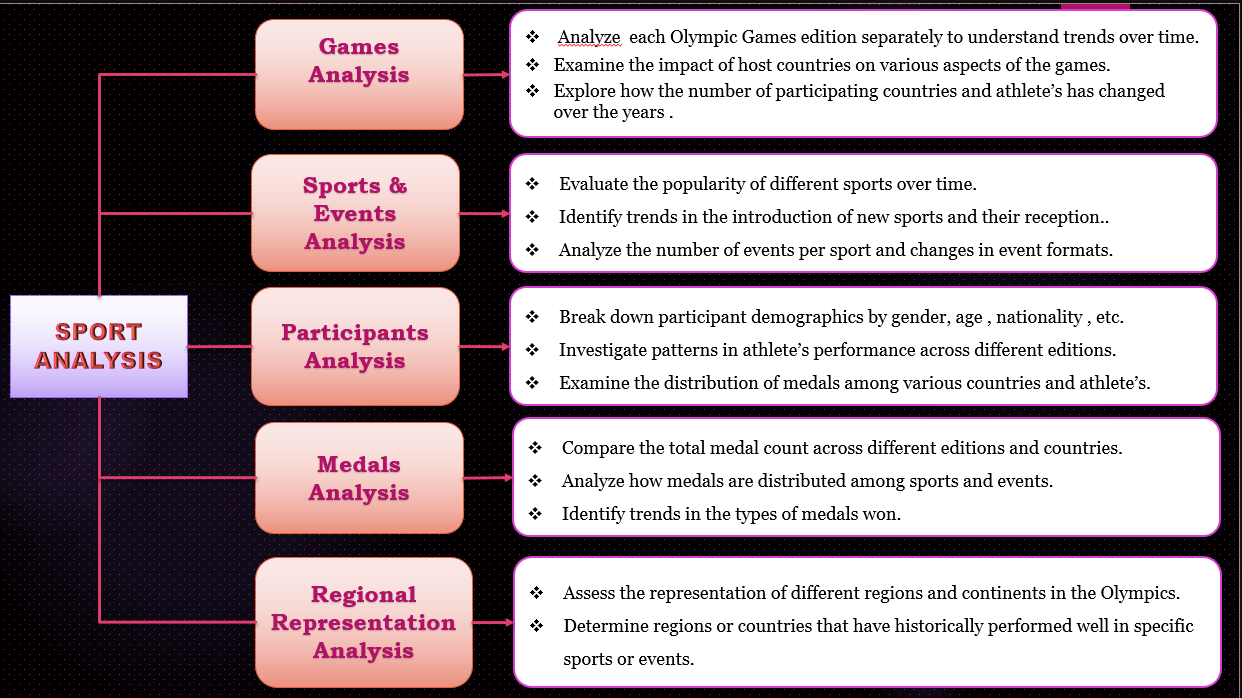 SPORT
ANALYSIS
Games
Analysis
❖ Analyze each Olympic Games edition separately to understand trends over time.
❖ Examine the impact of host countries on various aspects of the games.
❖ Explore how the number of participating countries and athlete’s has changed
over the years .
Sports &
Events
Analysis
❖ Evaluate the popularity of different sports over time.
❖ Identify trends in the introduction of new sports and their reception..
❖ Analyze the number of events per sport and changes in event formats.
Participants
Analysis
❖ Break down participant demographics by gender, age , nationality , etc.
❖ Investigate patterns in athlete’s performance across different editions.
❖ Examine the distribution of medals among various countries and athlete’s.
Medals
Analysis
❖ Compare the total medal count across different editions and countries.
❖ Analyze how medals are distributed among sports and events.
❖ Identify trends in the types of medals won.
Regional
Representation
Analysis
❖ Assess the representation of different regions and continents in the Olympics.
❖ Determine regions or countries that have historically performed well in specific
sports or events.